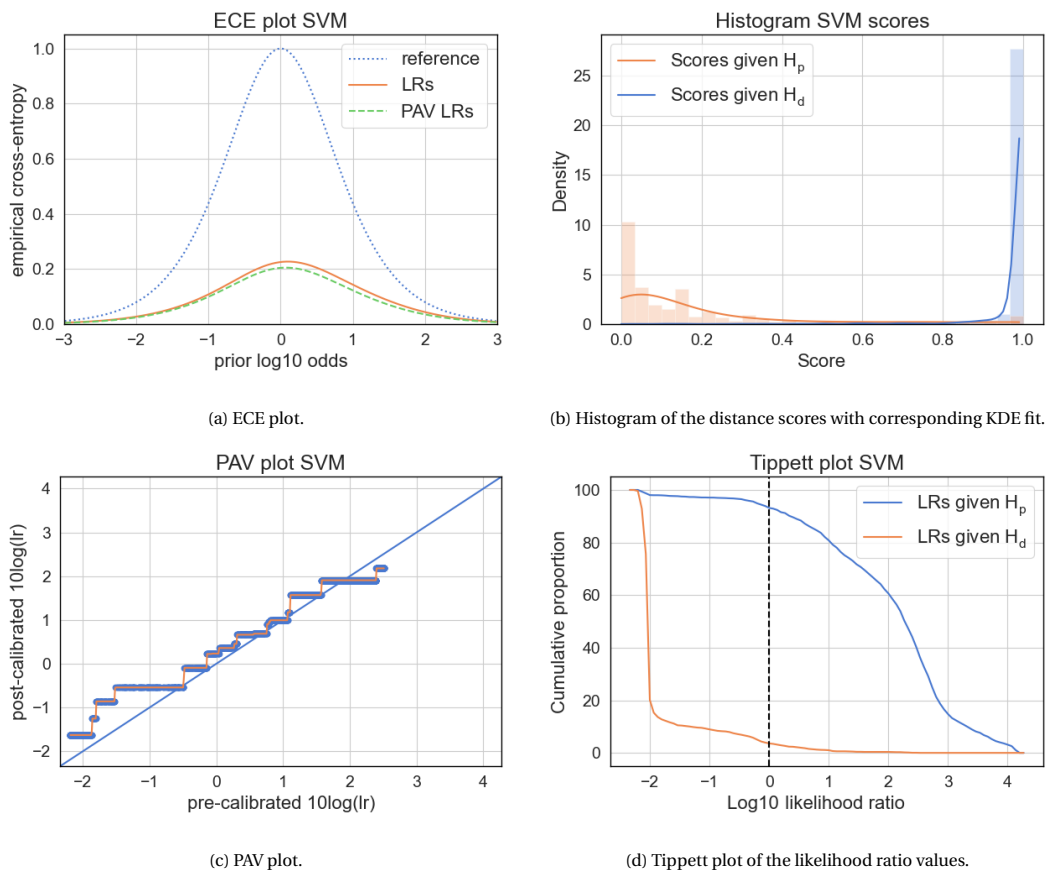 ECE plot SVM
1.0
0.8
0.6
0.4
0.2
0.0
empirical cross-entropy
−3
−2
−1
0
1
2
3
prior log10 odds
reference
LRs
PAV LRs
(a) ECE plot.
Histogram SVM scores
25
20
15
10
5
0
Density
0.0
0.2
0.4
0.6
0.8
1.0
Score
Scores given Hp
Scores given Hd
(b) Histogram of the distance scores with corresponding KDE fit.
PAV plot SVM
4
3
2
1
0
−1
−2
post-calibrated 10log(lr)
−2
−1
0
1
2
3
4
pre-calibrated 10log(lr)
(c) PAV plot.
Tippett plot SVM
100
80
60
40
20
0
Cumulative proportion
−2
−1
0
1
2
3
4
Log10 likelihood ratio
LRs given Hp
LRs given Hd
(d) Tippett plot of the likelihood ratio values.